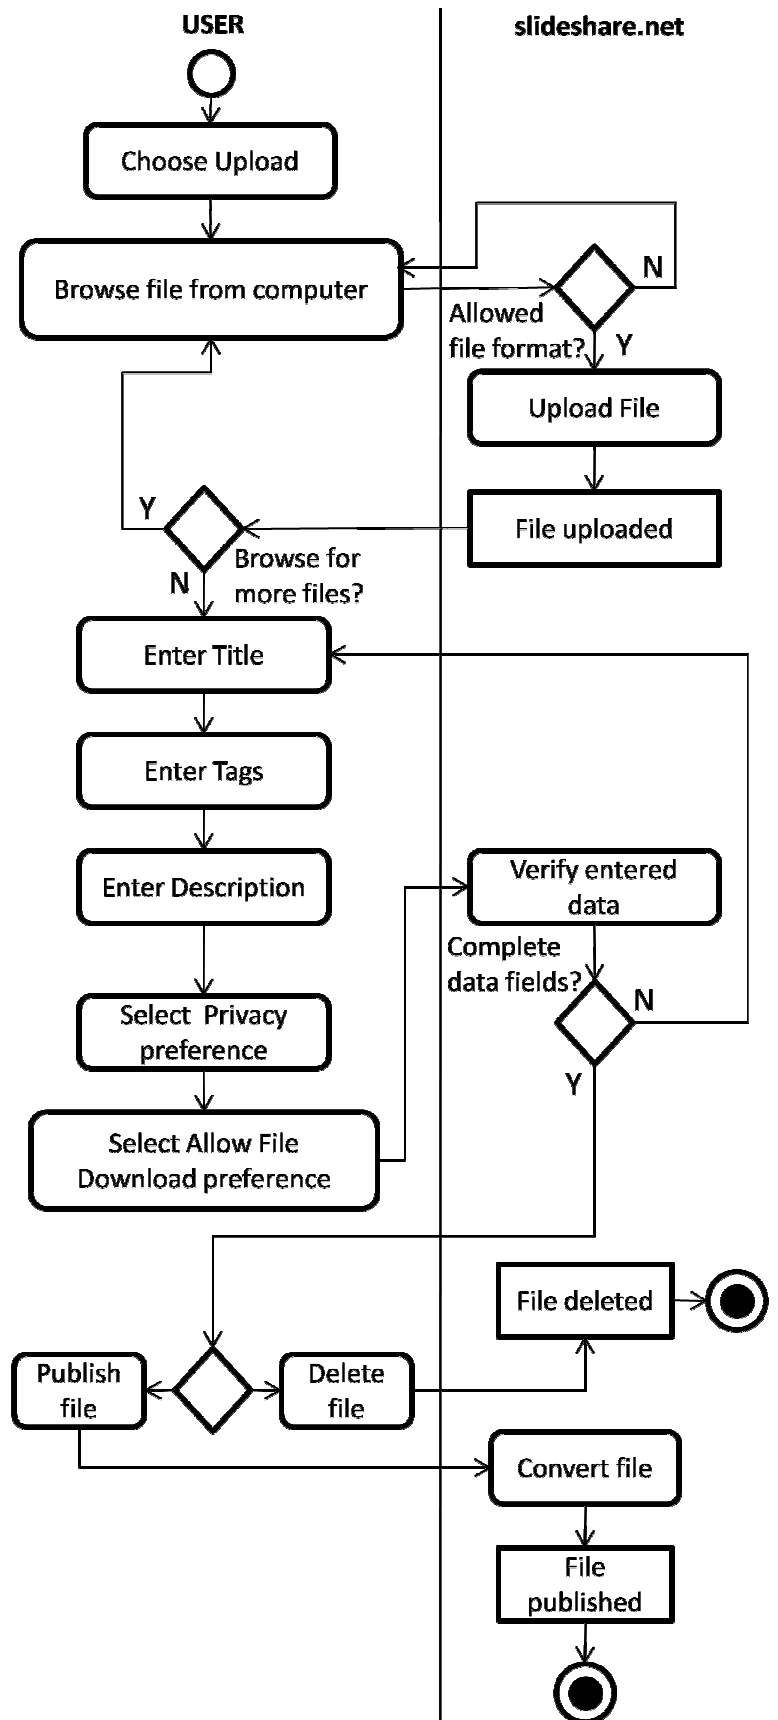 USER
slideshare.net
Choose Upload
Browse file from computer
N
Allowed
file format?
Y
Upload File
File uploaded
Y
Browse for
more files?
N
Enter Title
Enter Tags
Enter Description
Verify entered
data
Complete
data fields?
N
Y
Select Privacy
preference
Select Allow File
Download preference
File deleted
Publish
file
Delete
file
Convert file
File
published